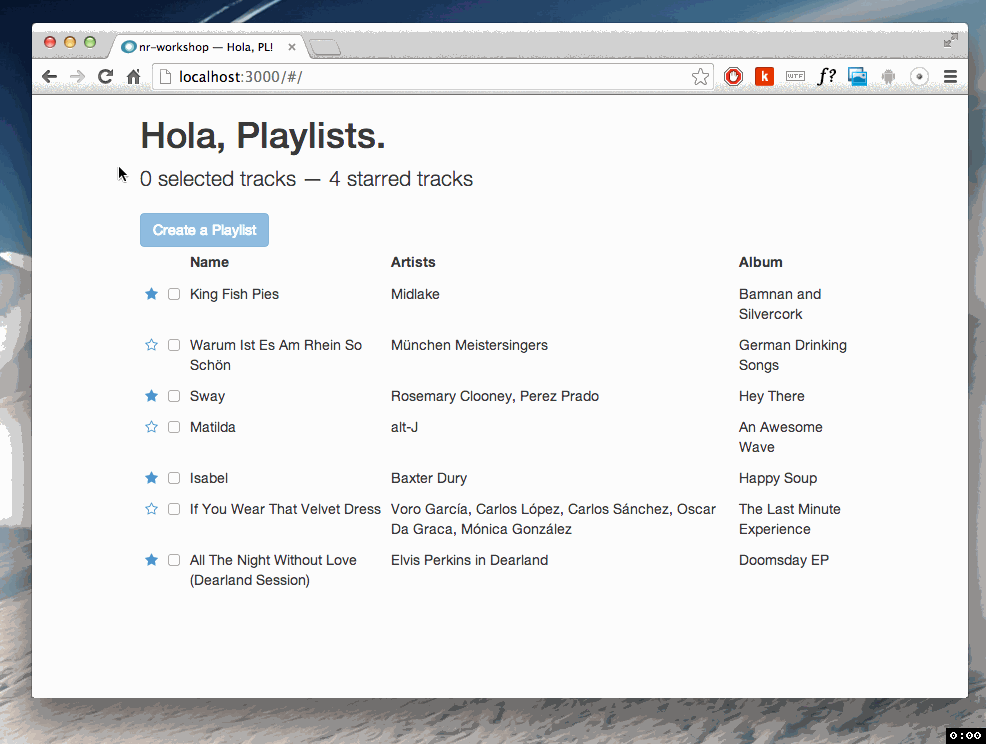 nr-workshop — Hola, PL!
localhost:3000/#/
k
WTF
f?
Hola, Playlists.
0 selected tracks — 4 starred tracks
Create a Playlist
Name Artists Album
King Fish Pies Midlake Bamnan and
Silvercork
Warum Ist Es Am Rhein So München Meistersingers German Drinking
Schön Songs
Sway Rosemary Clooney, Perez Prado Hey There
Matilda alt-J An Awesome
Wave
Isabel Baxter Dury Happy Soup
If You Wear That Velvet Dress Voro García, Carlos López, Carlos Sánchez, Oscar The Last Minute
Da Graca, Mónica González Experience
All The Night Without Love Elvis Perkins in Dearland Doomsday EP
(Dearland Session)
0:00